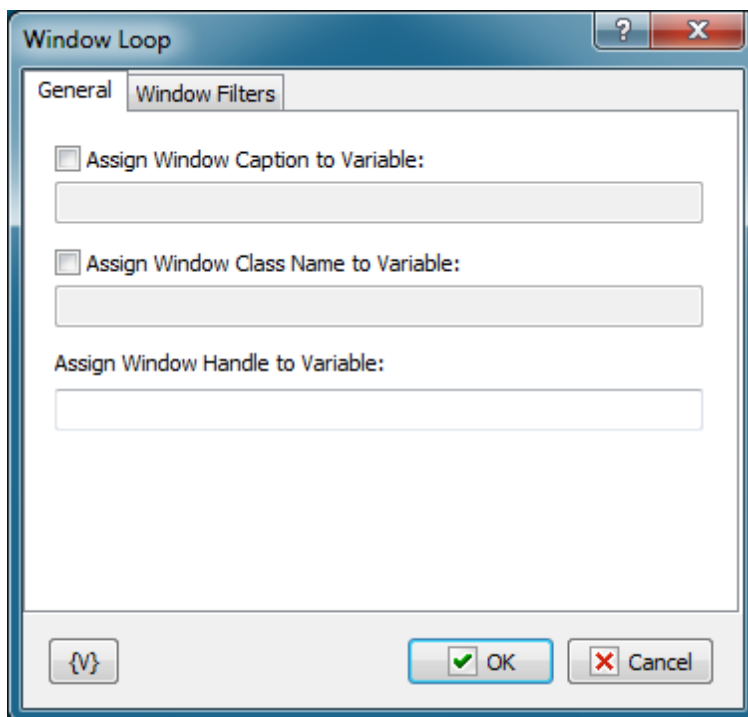 Window Loop
?
General
Window Filters
Assign Window Caption to Variable:
Assign Window Class Name to Variable:
Assign Window Handle to Variable:
{V}
OK
Cancel